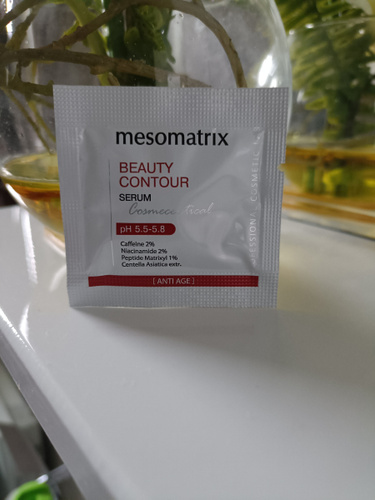 mesomatrix
BEAUTY
CONTOUR
SERUM
Cosmeceutical
pH 5.5-5.8
Caffeine 2%
Niacinamide 2%
Peptide Matrixyl 1%
Centella Asiatica extr.
[ ANTI AGE ]